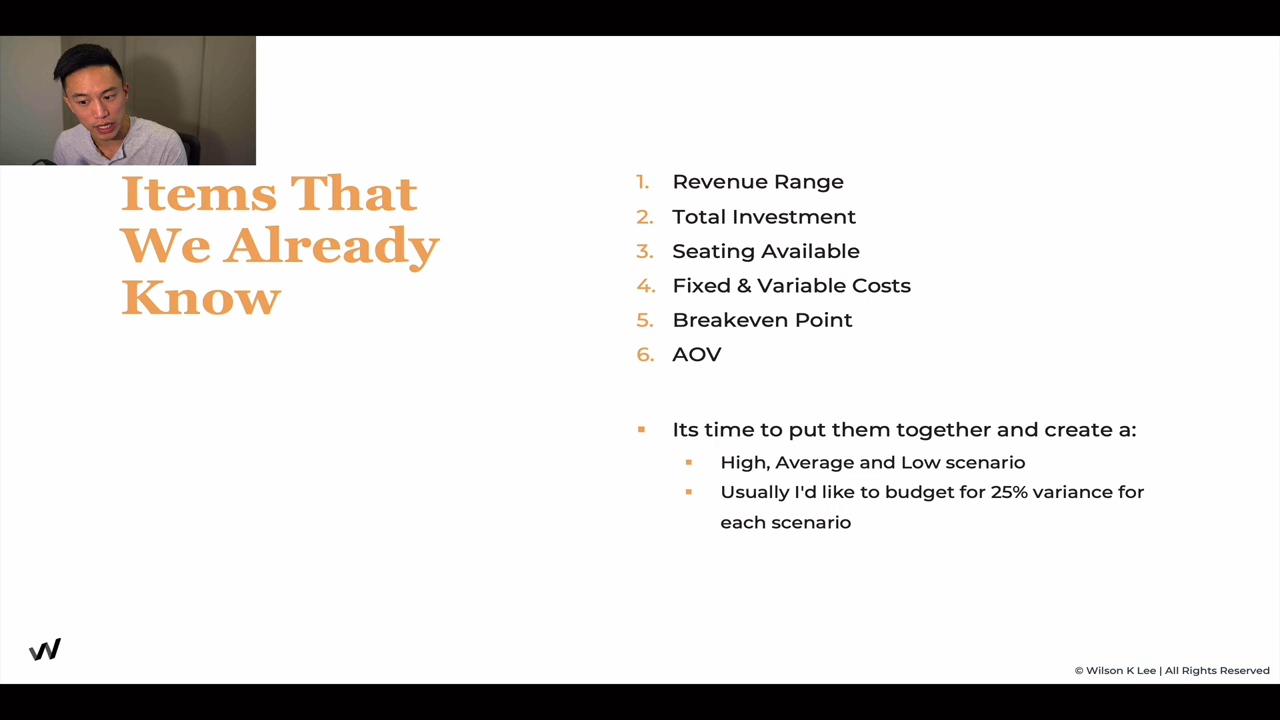 Items That
We Already
Know
1. Revenue Range
2. Total Investment
3. Seating Available
4. Fixed & Variable Costs
5. Breakeven Point
6. AOV
▪ Its time to put them together and create a:
▪ High, Average and Low scenario
▪ Usually I'd like to budget for 25% variance for
each scenario
W
© Wilson K Lee | All Rights Reserved